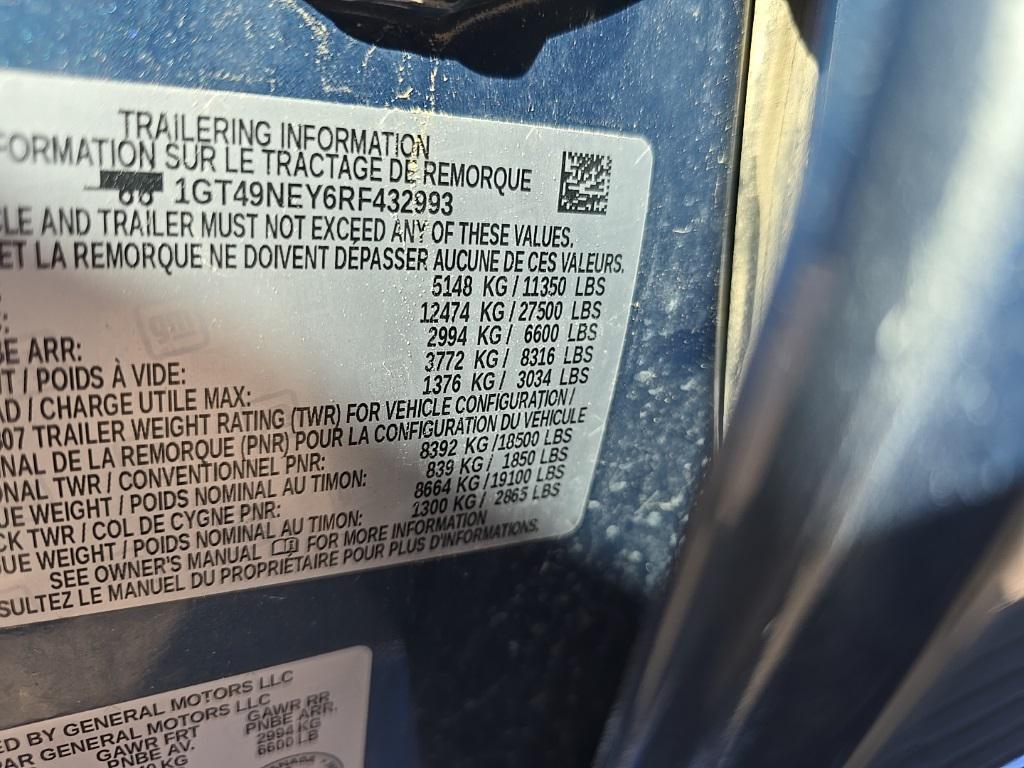 TRAILERING INFORMATION
FORMATION SUR LE TRACTAGE DE REMORQUE
1GT49NEY6RF432993
CLE AND TRAILER MUST NOT EXCEED ANY OF THESE VALUES.
ET LA REMORQUE NE DOIVENT DÉPASSER AUCUNE DE CES VALEURS.
5148 KG / 11350 LBS
12474 KG / 27500 LBS
2994 KG / 6600 LBS
BE ARR: 3772 KG / 8316 LBS
T / POIDS À VIDE: 1376 KG / 3034 LBS
AD / CHARGE UTILE MAX:
807 TRAILER WEIGHT RATING (TWR) FOR VEHICLE CONFIGURATION /
NAL DE LA REMORQUE (PNR) POUR LA CONFIGURATION DU VÉHICULE
ONAL TWR / CONVENTIONNEL PNR: 8392 KG / 18500 LBS
UE WEIGHT / POIDS NOMINAL AU TIMON: 839 KG / 1850 LBS
CK TWR / COL DE CYGNE PNR: 8664 KG / 19100 LBS
UE WEIGHT / POIDS NOMINAL AU TIMON: 1300 KG / 2865 LBS
SEE OWNER'S MANUAL FOR MORE INFORMATION
SULTEZ LE MANUEL DU PROPRIÉTAIRE POUR PLUS D'INFORMATIONS.
ED BY GENERAL MOTORS LLC
PAR GENERAL MOTORS LLC
GAWR FRT GAWR RR
PNBE AV. PNBE ARR.
KG 2994 KG
6600 LB